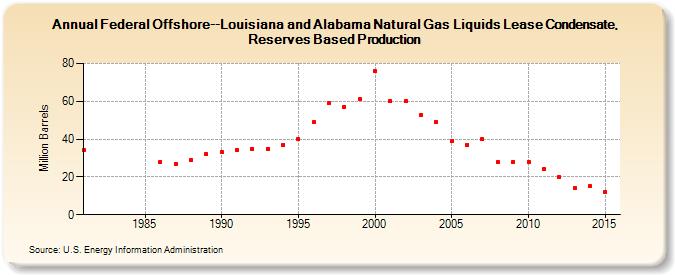 Annual Federal Offshore--Louisiana and Alabama Natural Gas Liquids Lease Condensate,
Reserves Based Production
Million Barrels
80
60
40
20
0
1985 1990 1995 2000 2005 2010 2015
Source: U.S. Energy Information Administration